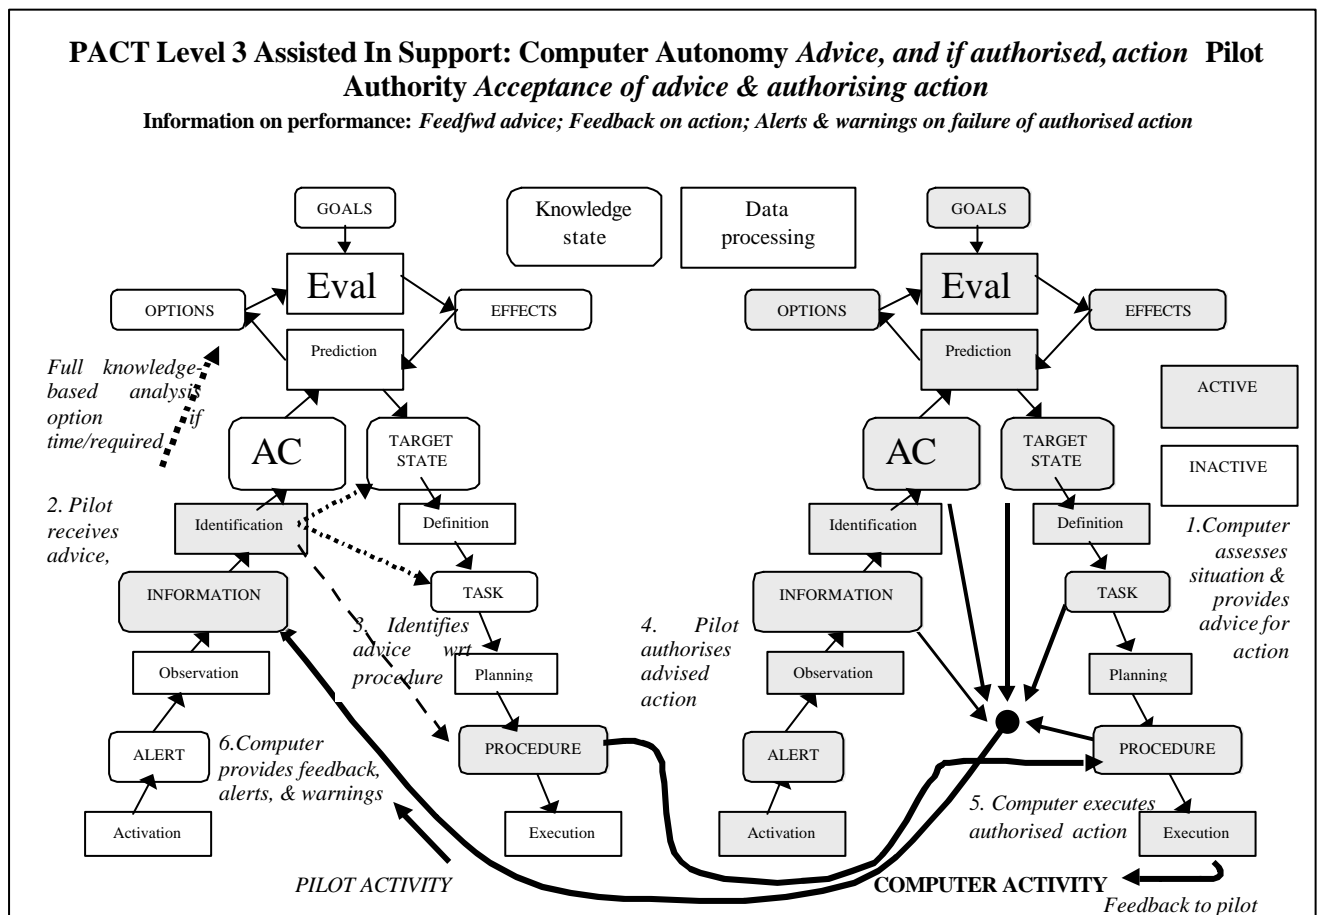 PACT Level 3 Assisted In Support: Computer Autonomy Advice, and if authorised, action Pilot
Authority Acceptance of advice & authorising action
Information on performance: Feedfwd advice; Feedback on action; Alerts & warnings on failure of authorised action
GOALS
Knowledge
state
Data
processing
GOALS
Eval
OPTIONS
EFFECTS
Eval
OPTIONS
EFFECTS
Prediction
Prediction
Full knowledge-
based analysis
option if
time/required
ACTIVE
INACTIVE
AC
TARGET
STATE
AC
TARGET
STATE
2. Pilot
receives
advice,
Identification
Definition
Identification
Definition
1.Computer
assesses
situation &
provides
advice for
action
INFORMATION
TASK
INFORMATION
TASK
3. Identifies
advice wrt
procedure
4. Pilot
authorises
advised
action
Observation
Planning
Observation
Planning
ALERT
6.Computer
provides feedback,
alerts, & warnings
PROCEDURE
ALERT
PROCEDURE
5. Computer executes
authorised action
Activation
Execution
Activation
Execution
PILOT ACTIVITY
COMPUTER ACTIVITY
Feedback to pilot